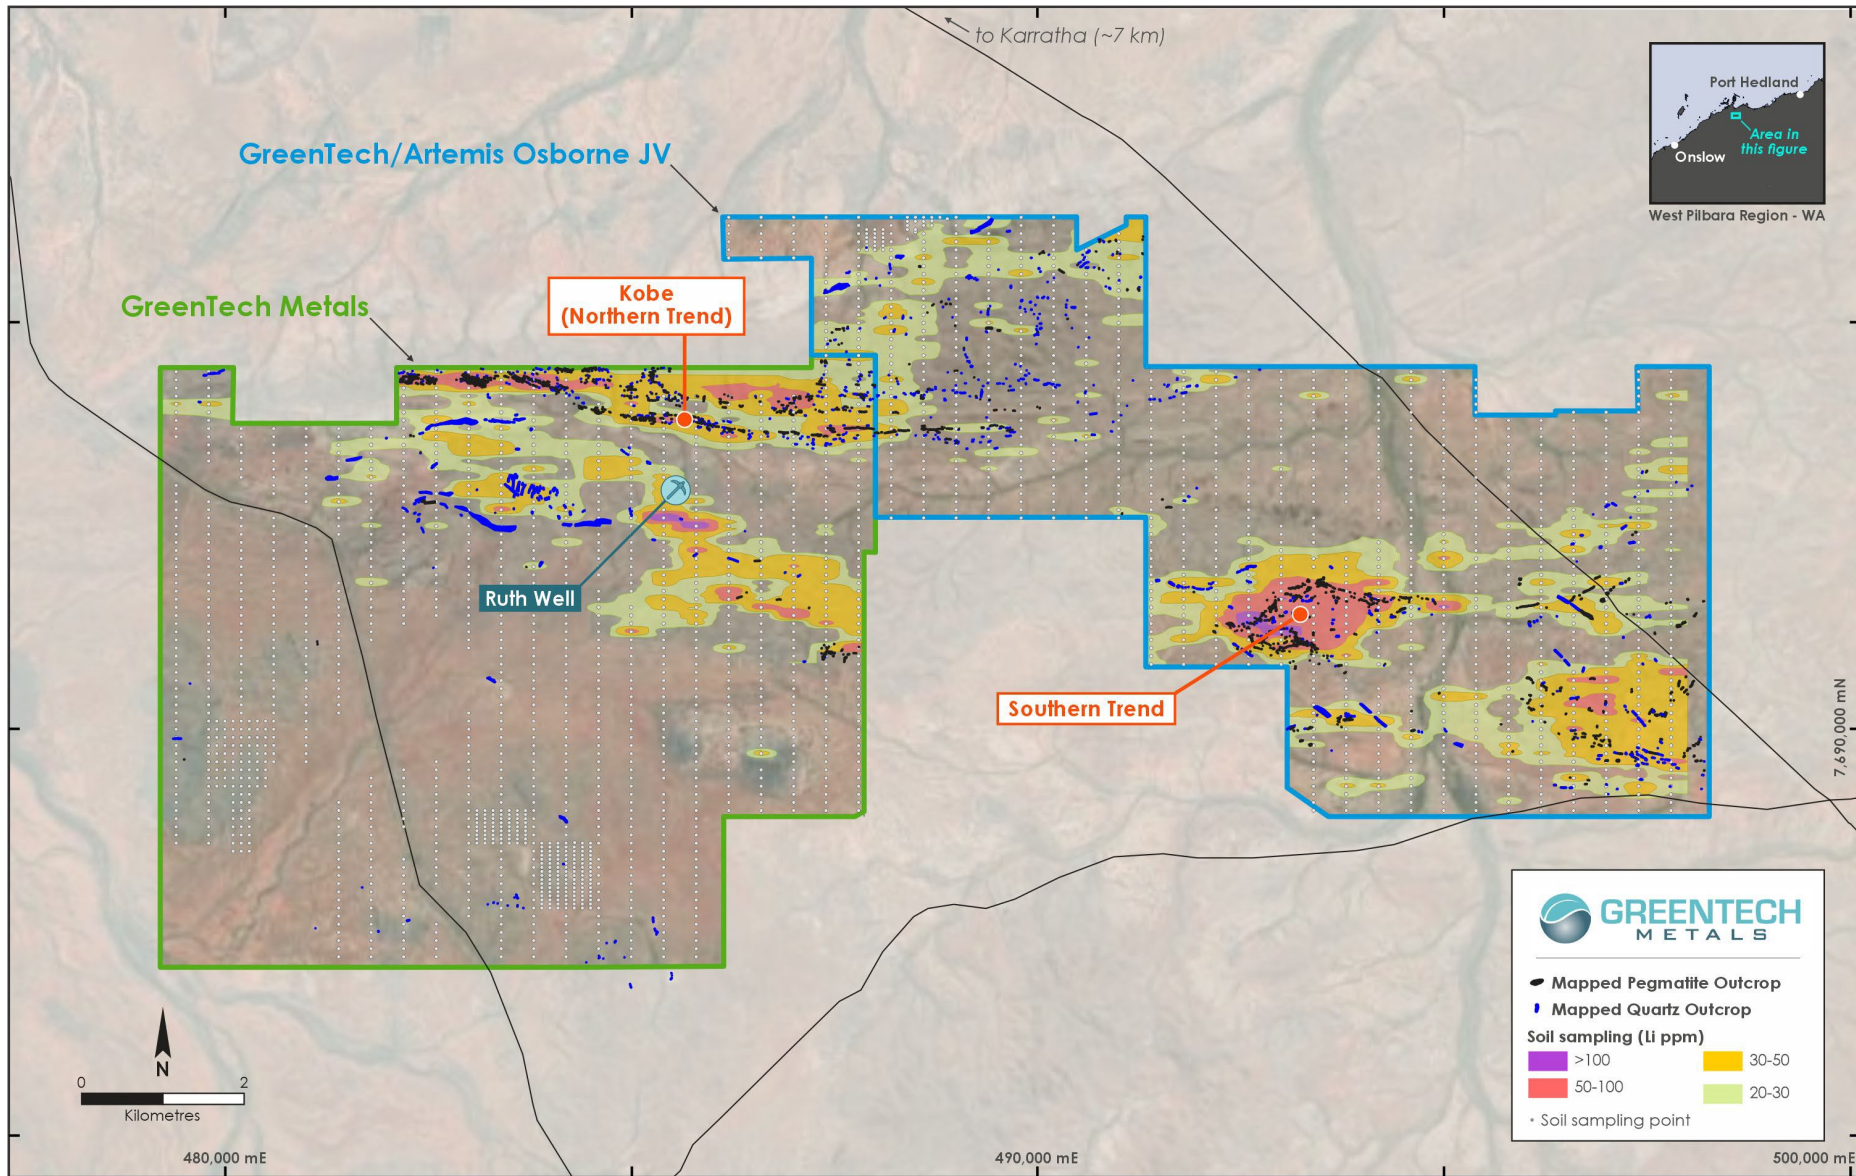 to Karratha (~7 km)
Port Hedland
Area in
this figure
Onslow
West Pilbara Region - WA
GreenTech/Artemis Osborne JV
GreenTech Metals
Kobe
(Northern Trend)
Ruth Well
Southern Trend
7,690,000 mN
GREENTECH
METALS
Mapped Pegmatite Outcrop
Mapped Quartz Outcrop
Soil sampling (Li ppm)
>100
30-50
50-100
20-30
Soil sampling point
N
0 2
Kilometres
480,000 mE
490,000 mE
500,000 mE